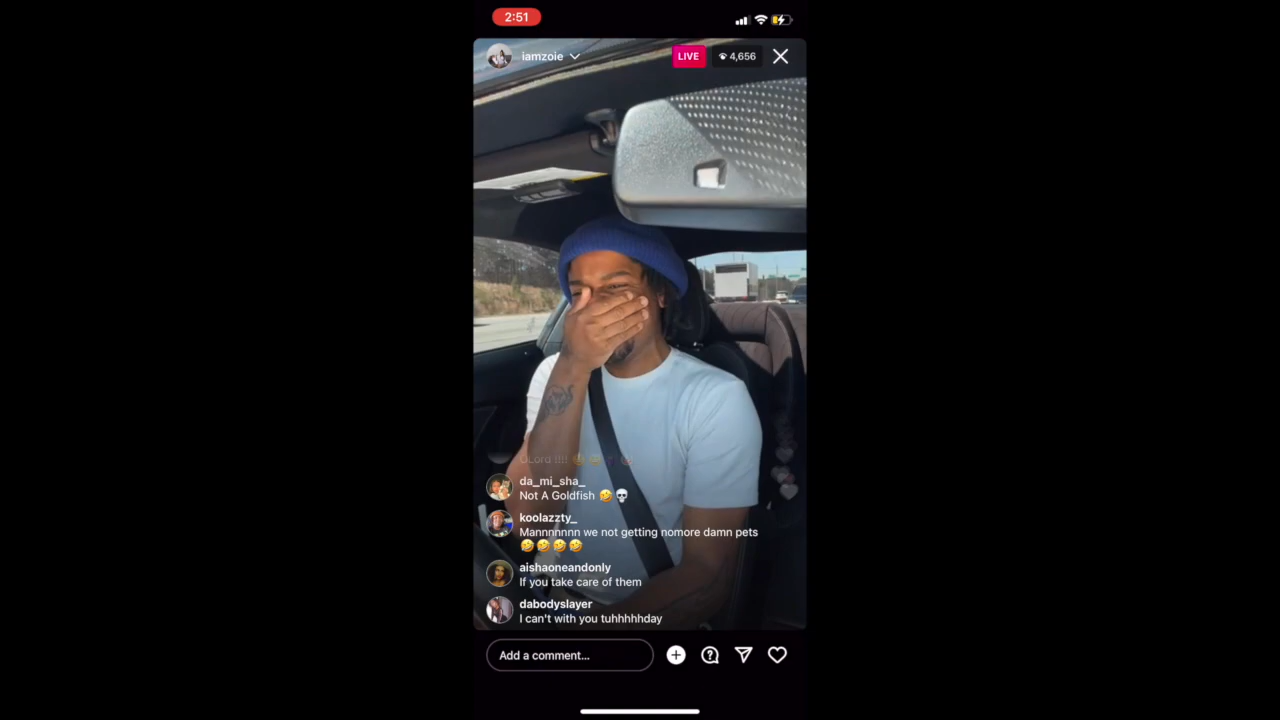 2:51
iamzoie
LIVE
4,656
da_mi_sha_
Not A Goldfish 🤣💀
koolazzty_
Mannnnnnn we not getting nomore damn pets
🤣🤣🤣🤣
aishaoneandonly
If you take care of them
dabodyslayer
I can't with you tuhhhhhday
Add a comment...